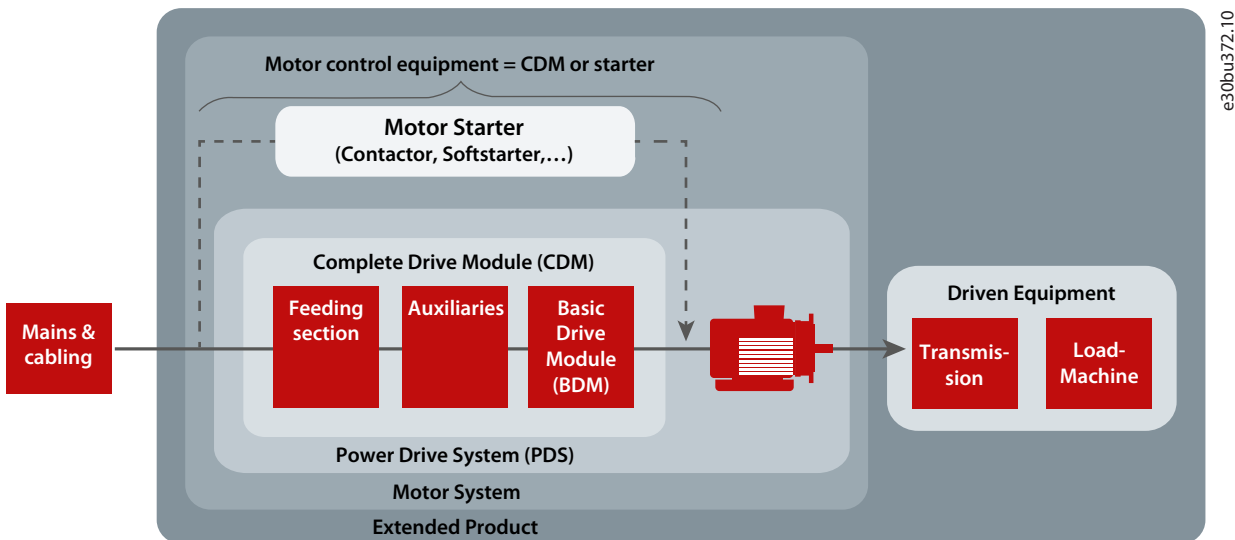 e30bu372.10
Motor control equipment = CDM or starter
Motor Starter
(Contactor, Softstarter,...)
Complete Drive Module (CDM)
Feeding
section
Auxiliaries
Basic
Drive
Module
(BDM)
Mains &
cabling
Driven Equipment
Transmis-
sion
Load-
Machine
Power Drive System (PDS)
Motor System
Extended Product